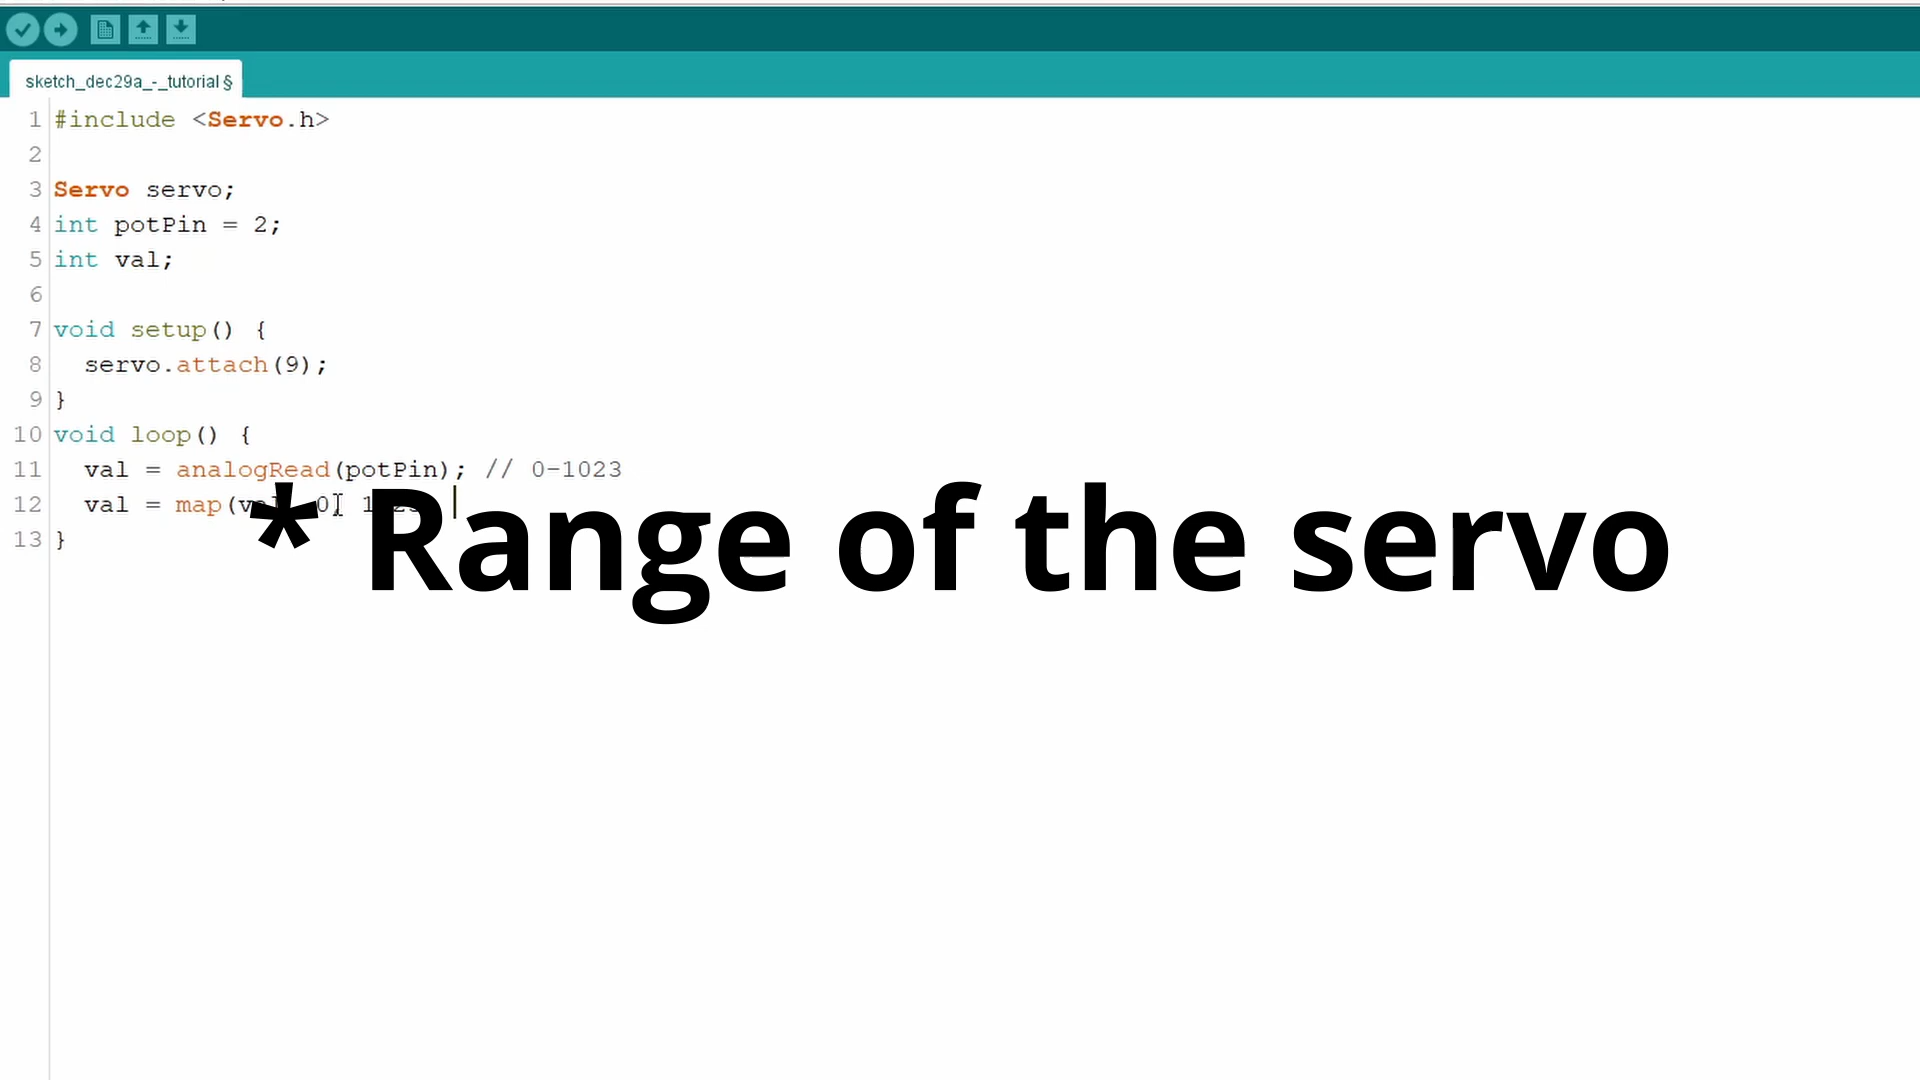 sketch_dec29a_-_tutorial §
1 #include <Servo.h>
2
3 Servo servo;
4 int potPin = 2;
5 int val;
6
7 void setup() {
8 servo.attach(9);
9 }
10 void loop() {
11 val = analogRead(potPin); // 0-1023
12 val = map(
13 }
* Range of the servo